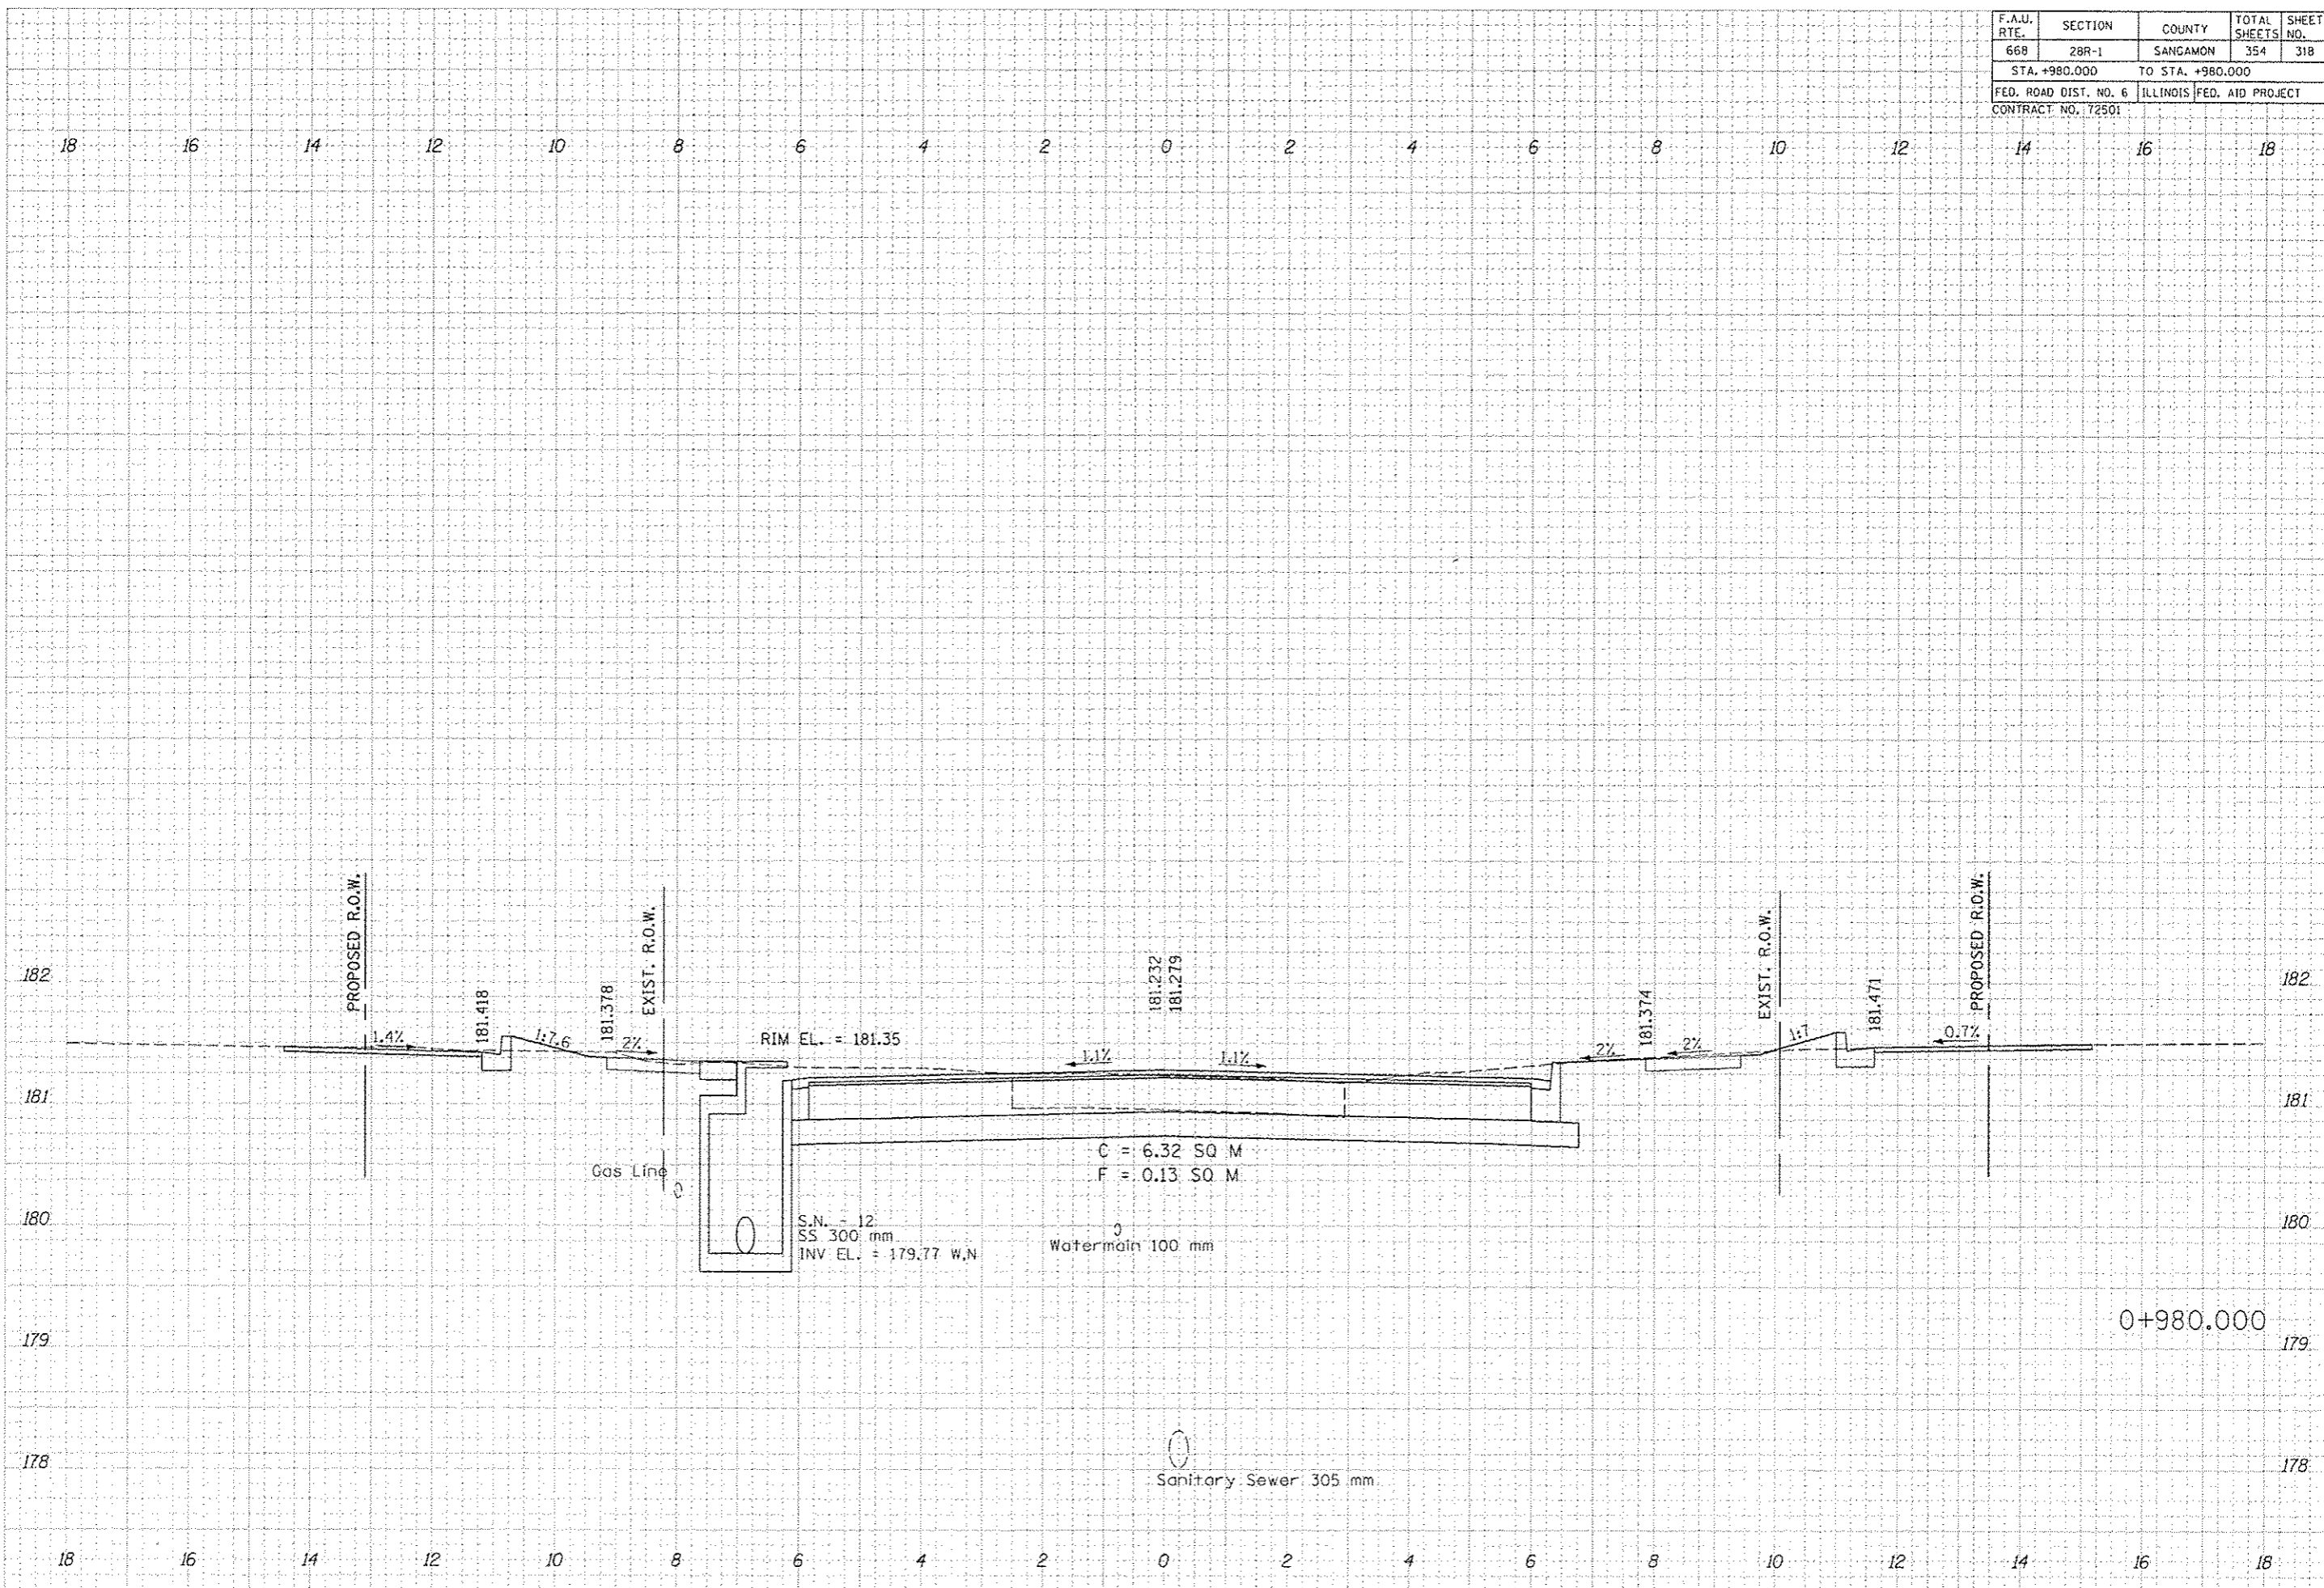 F.A.U. RTE. SECTION COUNTY TOTAL SHEETS SHEET NO.
668 28R-1 SANGAMON 354 318
STA. +980.000 TO STA. +980.000
FED. ROAD DIST. NO. 6 ILLINOIS FED. AID PROJECT
CONTRACT NO. 72501
18 16 14 12 10 8 6 4 2 0 2 4 6 8 10 12 14 16 18
PROPOSED R.O.W.
EXIST. R.O.W.
EXIST. R.O.W.
PROPOSED R.O.W.
182
182
181.418
181.378
181.232
181.279
181.374
181.471
1.4%
1:7.6
2%
RIM EL. = 181.35
1.1%
1.1%
2%
2%
1:7
0.7%
181
181
C = 6.32 SQ M
F = 0.13 SQ M
Gas Line
180
180
S.N. - 12
SS 300 mm
INV EL. = 179.77 W,N
Watermain 100 mm
0+980.000
179
179
178
178
Sanitary Sewer 305 mm
18 16 14 12 10 8 6 4 2 0 2 4 6 8 10 12 14 16 18